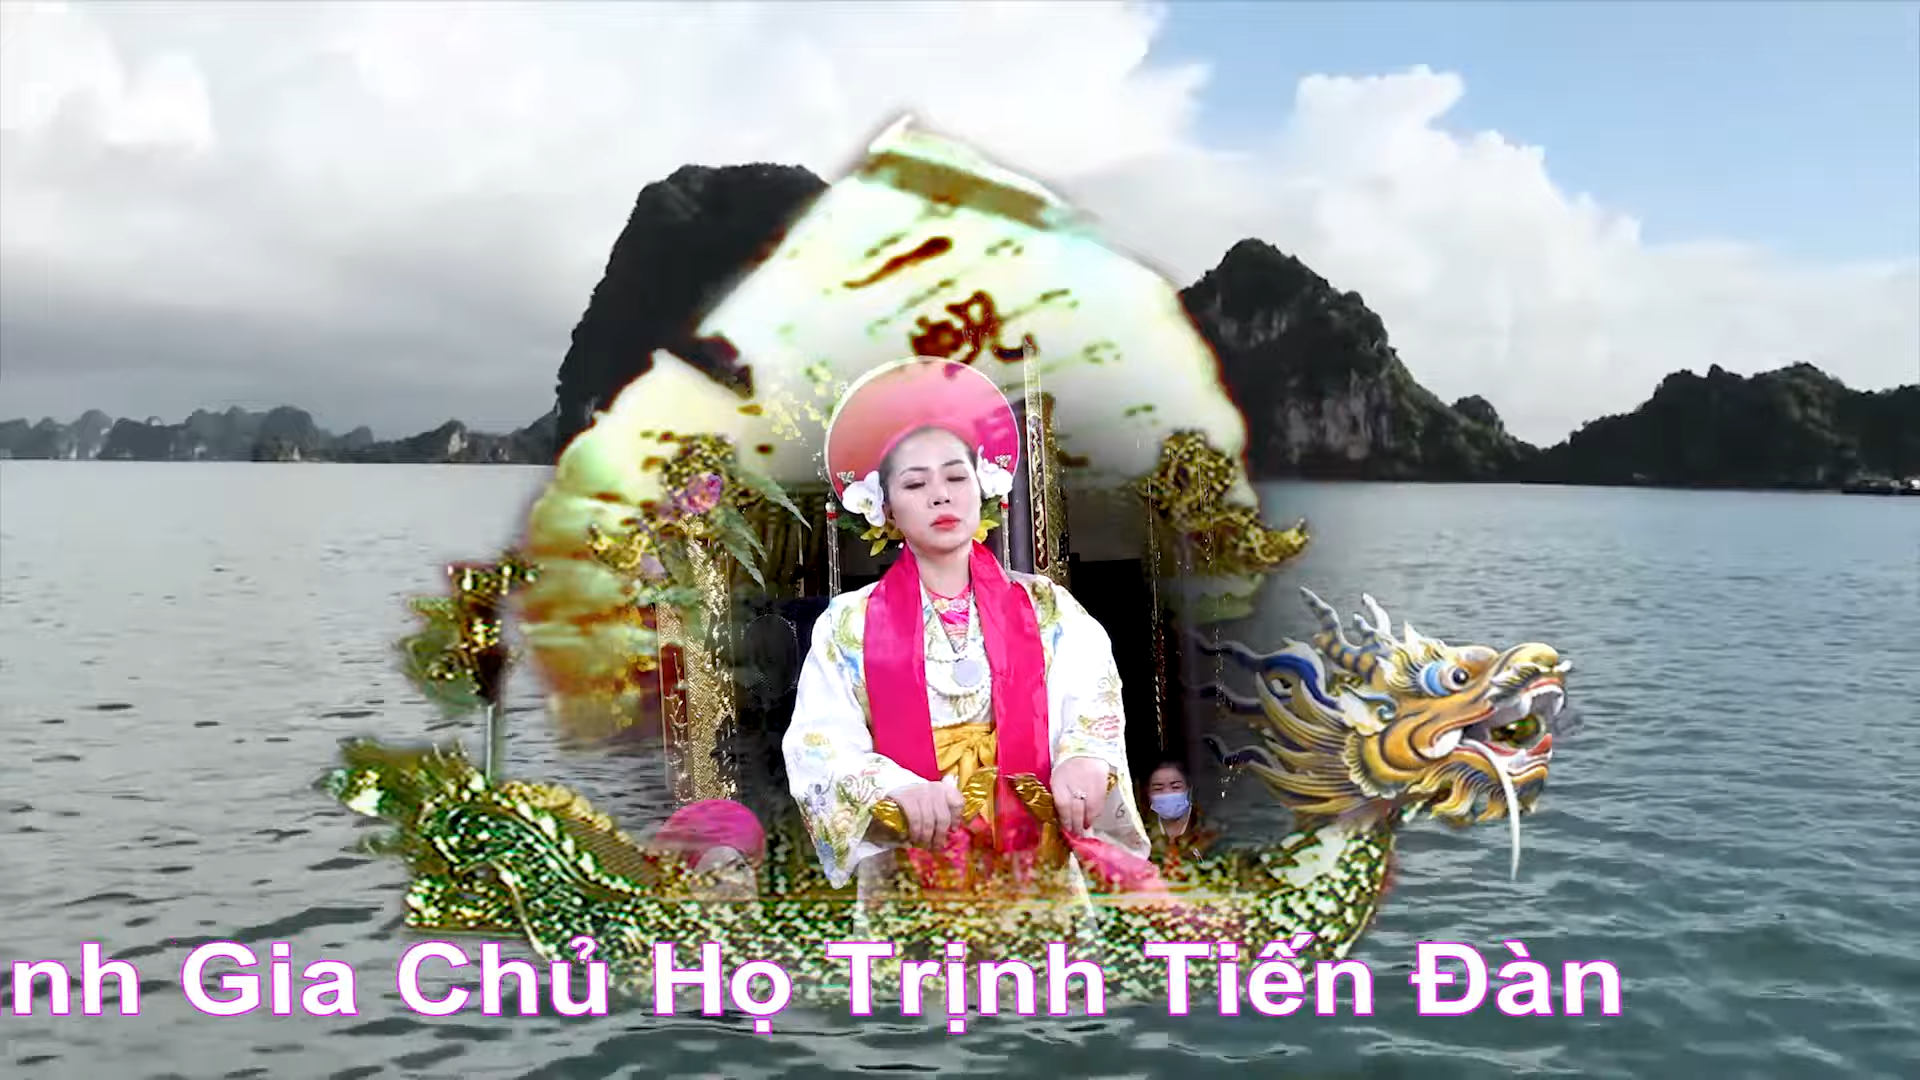 nh Gia Chủ Họ Trịnh Tiến Đàn